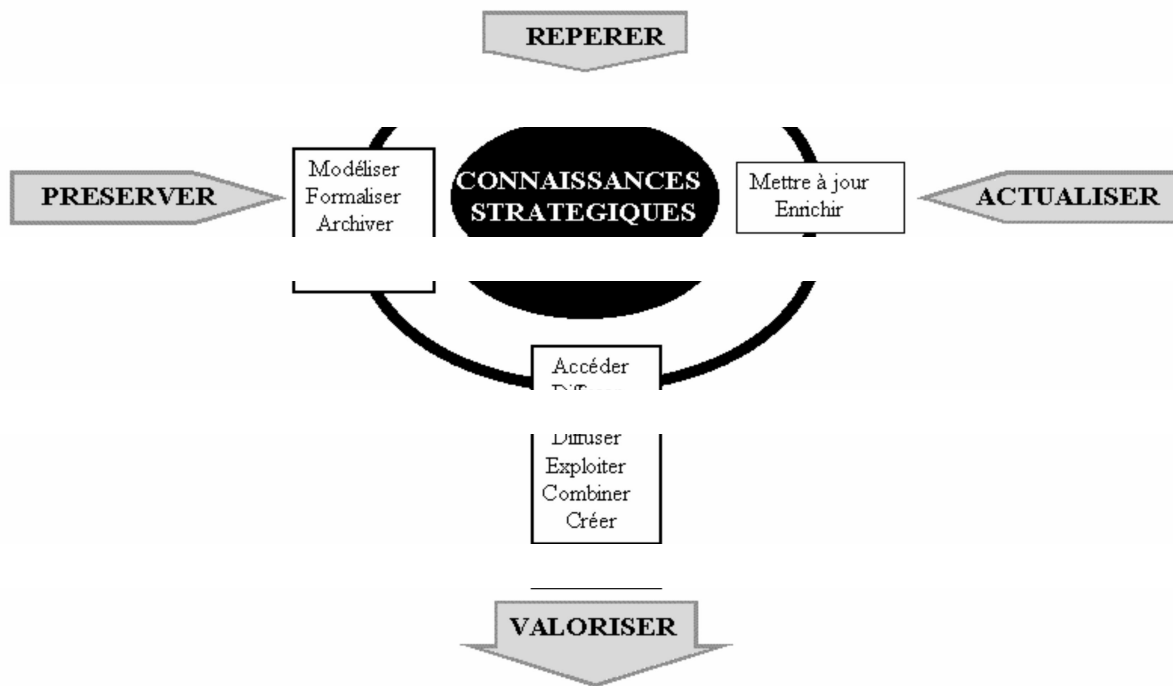 REPERER
PRESERVER
Modéliser
Formaliser
Archiver
CONNAISSANCES
STRATEGIQUES
Mettre à jour
Enrichir
ACTUALISER
Accéder
Diffuser
Exploiter
Combiner
Créer
VALORISER